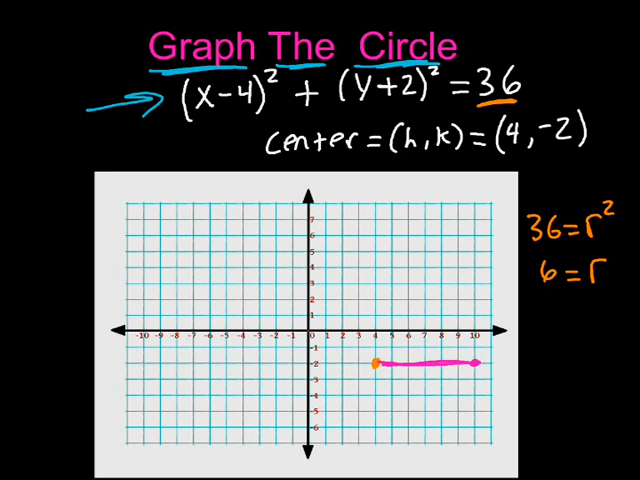 Graph The Circle
(x-4)² + (y+2)² = 36
center = (h, k) = (4, -2)
36 = r²
6 = r
7
6
5
4
3
2
1
-10 -9 -8 -7 -6 -5 -4 -3 -2 -1 0 1 2 3 4 5 6 7 8 9 10
-1
-2
-3
-4
-5
-6